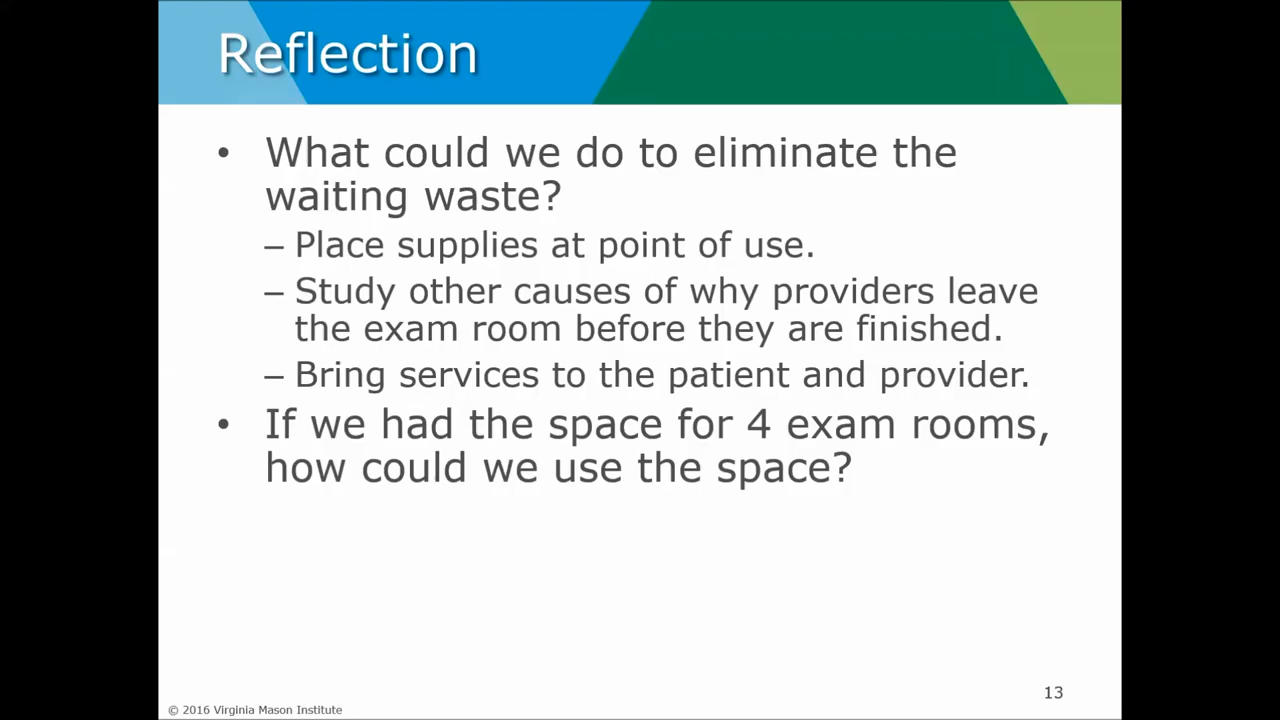 Reflection
• What could we do to eliminate the
waiting waste?
– Place supplies at point of use.
– Study other causes of why providers leave
the exam room before they are finished.
– Bring services to the patient and provider.
• If we had the space for 4 exam rooms,
how could we use the space?
13
© 2016 Virginia Mason Institute